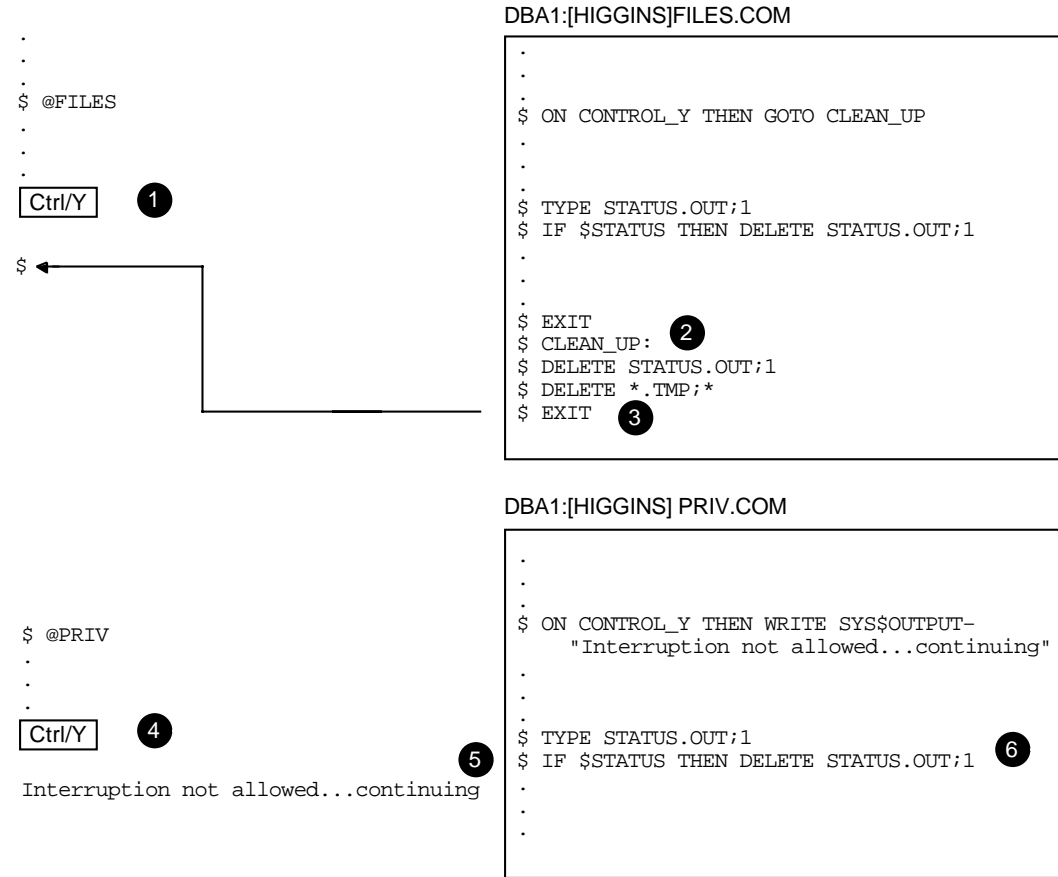 DBA1:[HIGGINS]FILES.COM
.
.
.
$ @FILES
.
.
.
Ctrl/Y 1
$
.
.
.
$ ON CONTROL_Y THEN GOTO CLEAN_UP
.
.
.
$ TYPE STATUS.OUT;1
$ IF $STATUS THEN DELETE STATUS.OUT;1
.
.
.
$ EXIT
$ CLEAN_UP: 2
$ DELETE STATUS.OUT;1
$ DELETE *.TMP;*
$ EXIT 3
DBA1:[HIGGINS] PRIV.COM
$ @PRIV
.
.
.
Ctrl/Y 4
5
Interruption not allowed...continuing
.
.
.
$ ON CONTROL_Y THEN WRITE SYS$OUTPUT-
"Interruption not allowed...continuing"
.
.
.
$ TYPE STATUS.OUT;1
$ IF $STATUS THEN DELETE STATUS.OUT;1 6
.
.
.